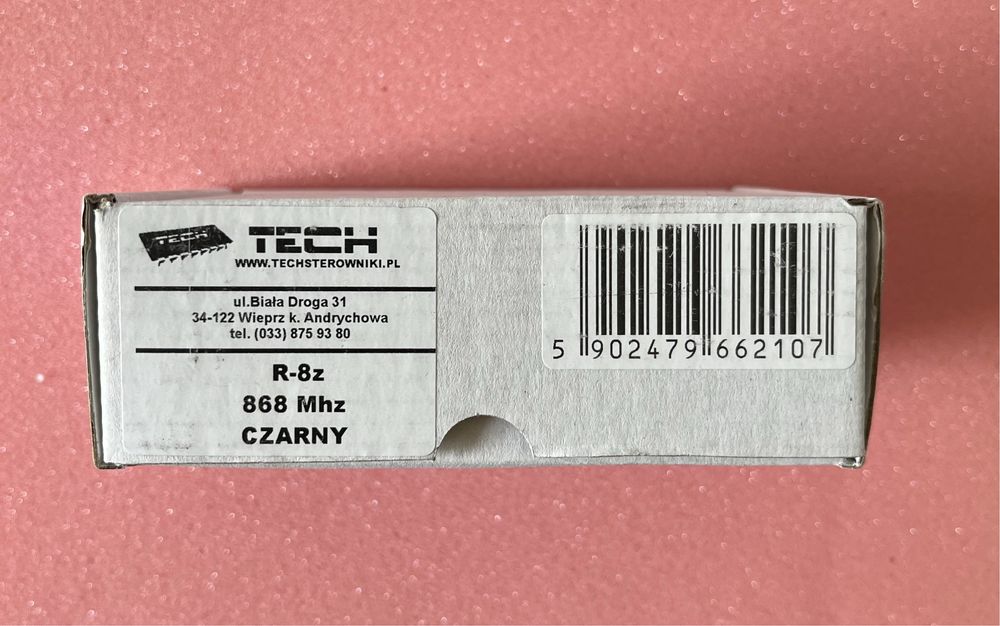 TECH
TECH
WWW.TECHSTEROWNIKI.PL
ul.Biała Droga 31
34-122 Wieprz k. Andrychowa
tel. (033) 875 93 80
R-8z
868 Mhz
CZARNY
5 902479 662107